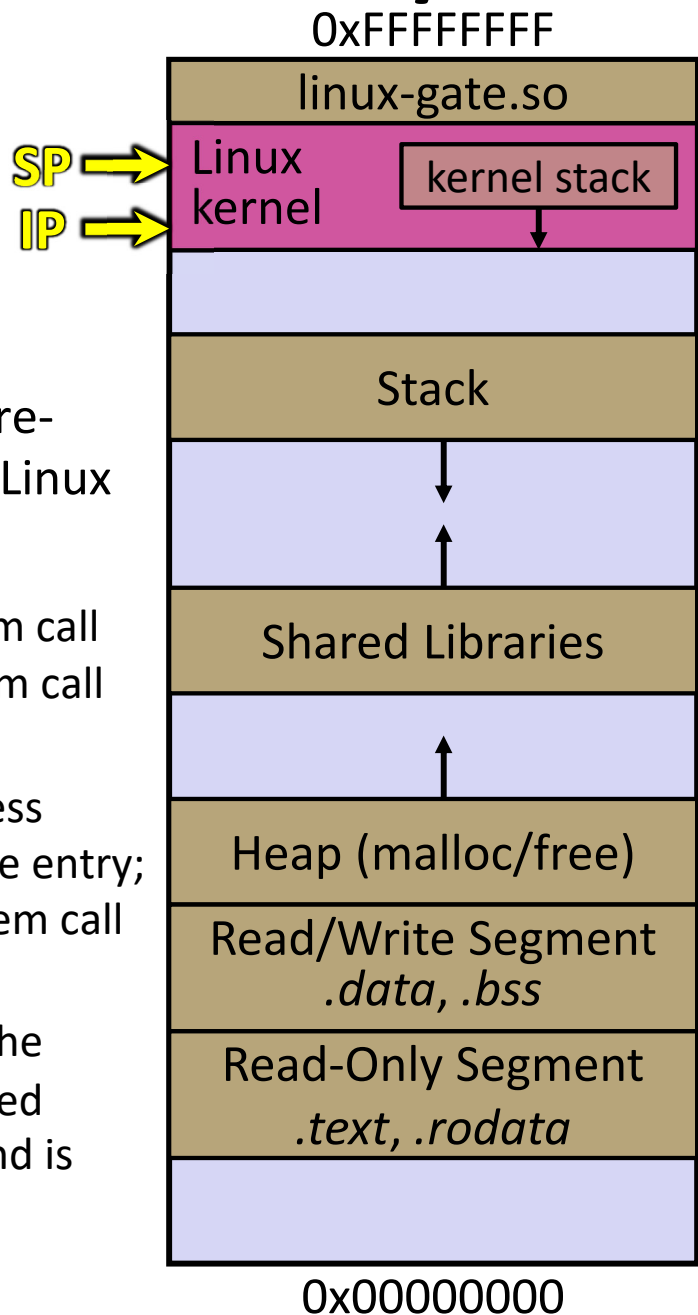 0xFFFFFFFF
linux-gate.so
SP
Linux
kernel
kernel stack
IP
Stack
re-
Linux
m call
m call
Shared Libraries
ess
e entry;
em call
Heap (malloc/free)
Read/Write Segment
.data, .bss
he
ed
nd is
Read-Only Segment
.text, .rodata
0x00000000